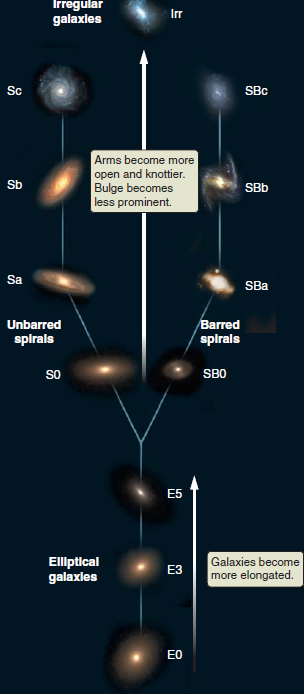 Irregular
galaxies
Irr
Sc
SBc
Arms become more
open and knottier.
Bulge becomes
less prominent.
Sb
SBb
Sa
SBa
Unbarred
spirals
Barred
spirals
S0
SB0
E5
Elliptical
galaxies
E3
Galaxies become
more elongated.
E0